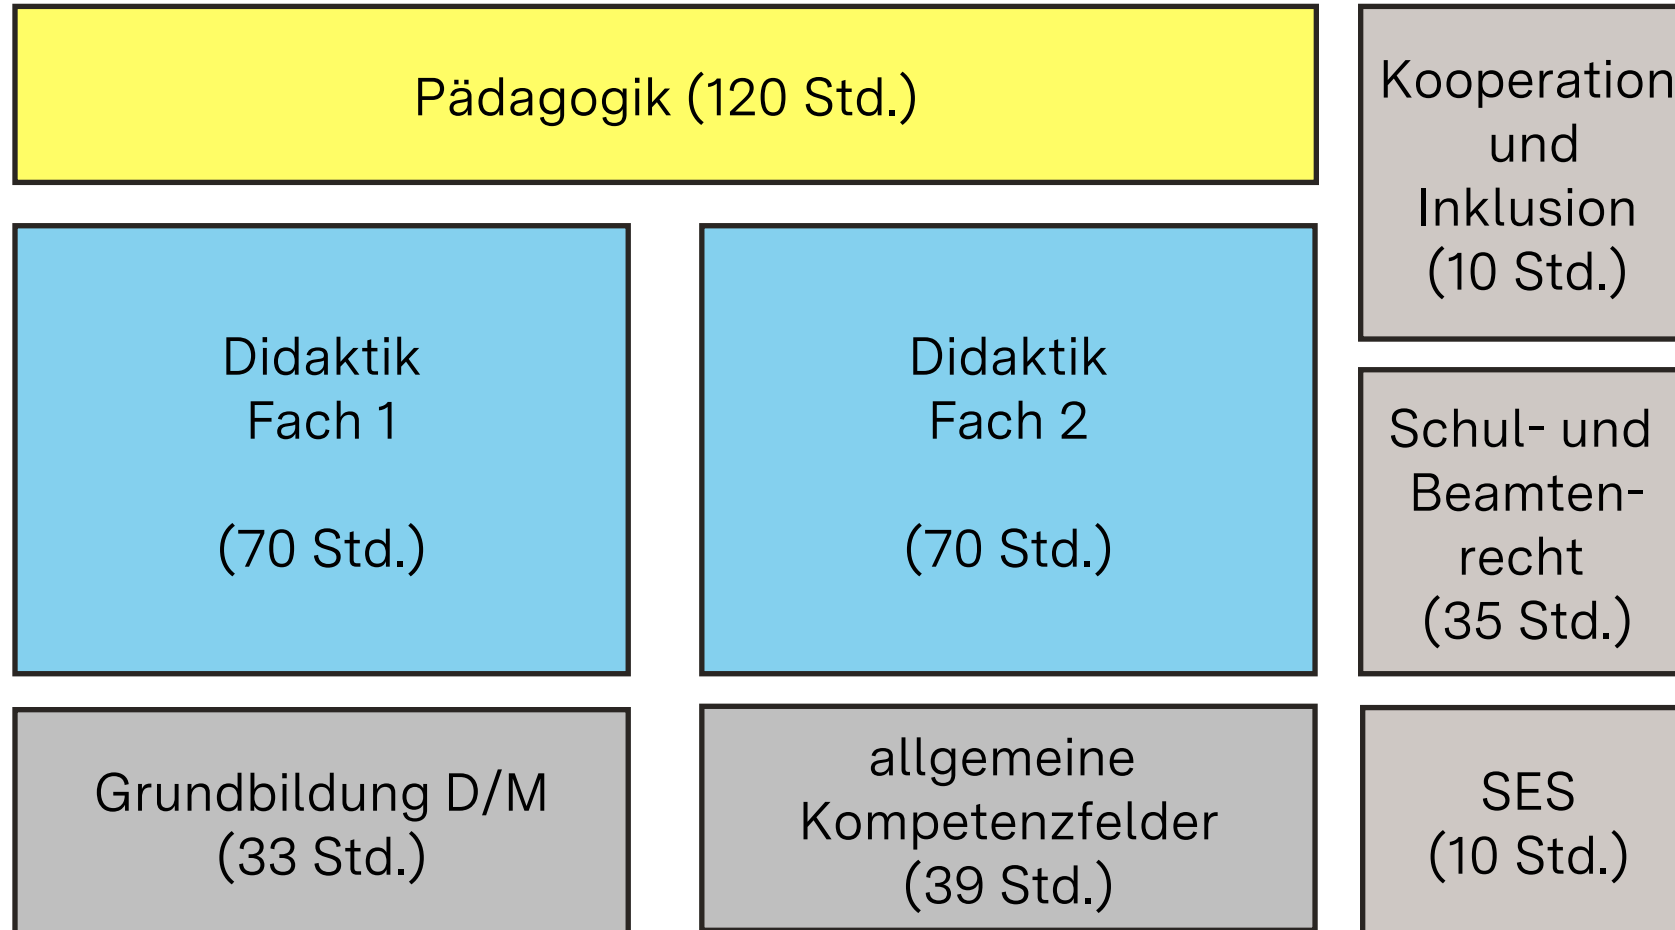 Pädagogik (120 Std.)
Kooperation
und
Inklusion
(10 Std.)
Didaktik
Fach 1
(70 Std.)
Didaktik
Fach 2
(70 Std.)
Schul- und
Beamten-
recht
(35 Std.)
Grundbildung D/M
(33 Std.)
allgemeine
Kompetenzfelder
(39 Std.)
SES
(10 Std.)